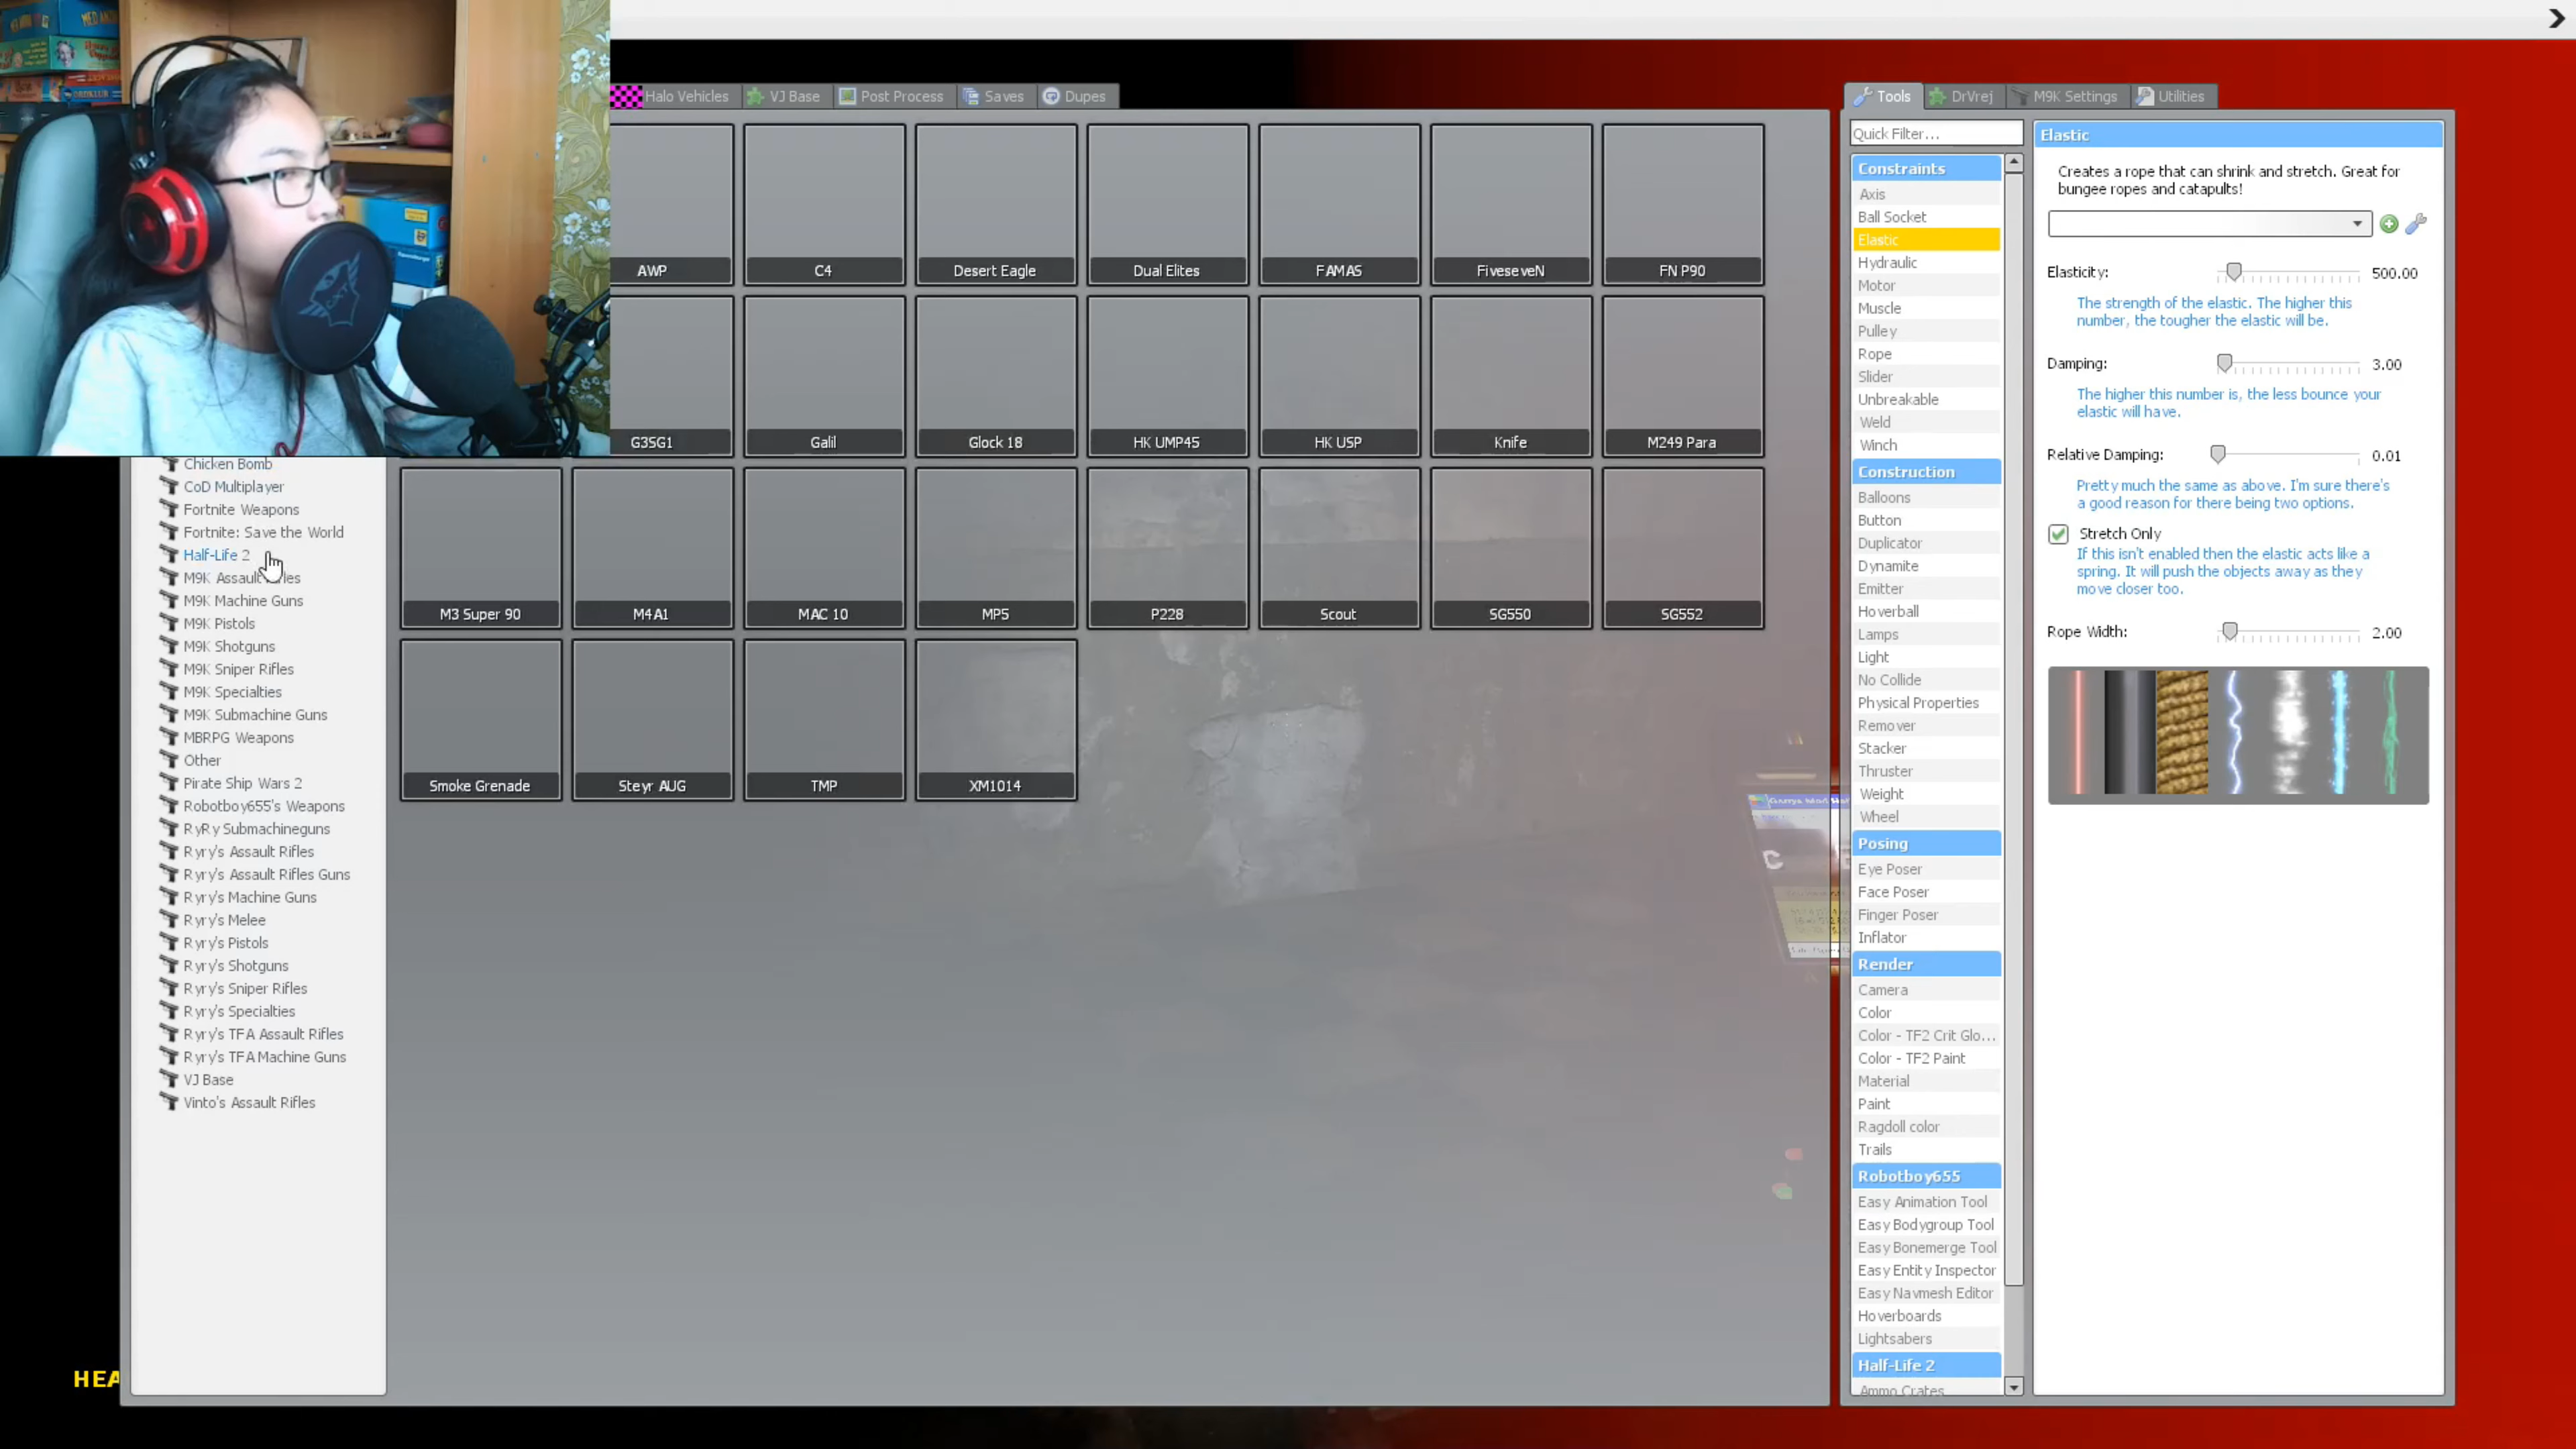 Halo Vehicles
VJ Base
Post Process
Saves
Dupes
AWP
C4
Desert Eagle
Dual Elites
FAMAS
FiveseveN
FN P90
G3SG1
Galil
Glock 18
HK UMP45
HK USP
Knife
M249 Para
M3 Super 90
M4A1
MAC 10
MP5
P228
Scout
SG550
SG552
Smoke Grenade
Steyr AUG
TMP
XM1014
Chicken Bomb
CoD Multiplayer
Fortnite Weapons
Fortnite: Save the World
Half-Life 2
M9K Assault
M9K Machine Guns
M9K Pistols
M9K Shotguns
M9K Sniper Rifles
M9K Specialties
M9K Submachine Guns
MBRPG Weapons
Other
Pirate Ship Wars 2
Robotboy655's Weapons
RyRy Submachineguns
Ryry's Assault Rifles
Ryry's Assault Rifles Guns
Ryry's Machine Guns
Ryry's Melee
Ryry's Pistols
Ryry's Shotguns
Ryry's Sniper Rifles
Ryry's Specialties
Ryry's TFA Assault Rifles
Ryry's TFA Machine Guns
VJ Base
Vinto's Assault Rifles
HEA
Tools
DrVrej
M9K Settings
Utilities
Quick Filter...
Constraints
Axis
Ball Socket
Elastic
Hydraulic
Motor
Muscle
Pulley
Rope
Slider
Unbreakable
Weld
Winch
Construction
Balloons
Button
Duplicator
Dynamite
Emitter
Hoverball
Lamps
Light
No Collide
Physical Properties
Remover
Stacker
Thruster
Weight
Wheel
Posing
Eye Poser
Face Poser
Finger Poser
Inflator
Render
Camera
Color
Color - TF2 Crit Glo...
Color - TF2 Paint
Material
Paint
Ragdoll color
Trails
Robotboy655
Easy Animation Tool
Easy Bodygroup Tool
Easy Bonemerge Tool
Easy Entity Inspector
Easy Navmesh Editor
Hoverboards
Lightsabers
Half-Life 2
Ammo Crates
Elastic
Creates a rope that can shrink and stretch. Great for
bungee ropes and catapults!
Elasticity: 500.00
The strength of the elastic. The higher this
number, the tougher the elastic will be.
Damping: 3.00
The higher this number is, the less bounce your
elastic will have.
Relative Damping: 0.01
Pretty much the same as above. I'm sure there's
a good reason for there being two options.
Stretch Only
If this isn't enabled then the elastic acts like a
spring. It will push the objects away as they
move closer too.
Rope Width: 2.00